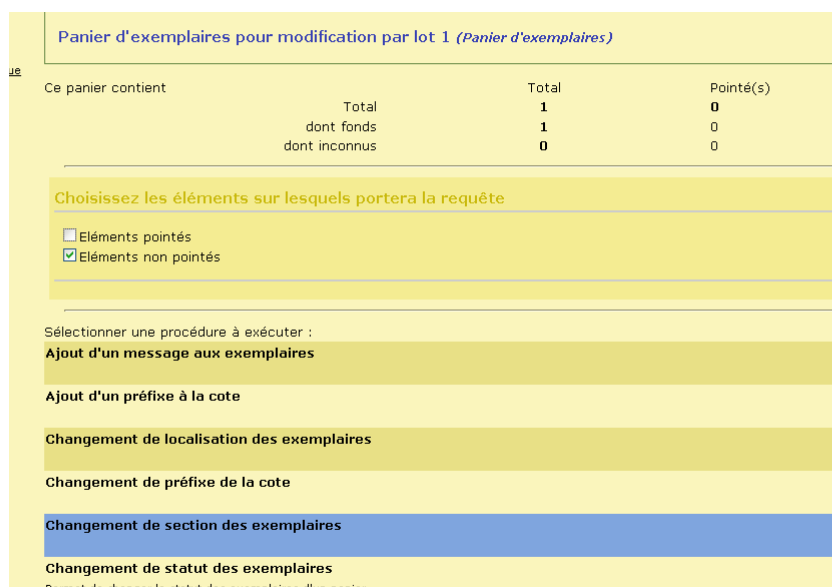 Panier d'exemplaires pour modification par lot 1 (Panier d'exemplaires)
ue
Ce panier contient Total Pointé(s)
Total 1 0
dont fonds 1 0
dont inconnus 0 0
Choisissez les éléments sur lesquels portera la requête
Eléments pointés
Eléments non pointés
Sélectionner une procédure à exécuter :
Ajout d'un message aux exemplaires
Ajout d'un préfixe à la cote
Changement de localisation des exemplaires
Changement de préfixe de la cote
Changement de section des exemplaires
Changement de statut des exemplaires